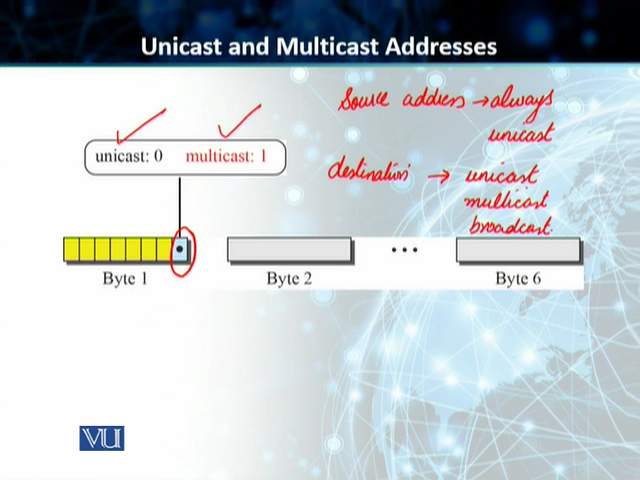 Unicast and Multicast Addresses
Source address → always
unicast
unicast: 0 multicast: 1
destination → unicast
multicast
broadcast.
...
Byte 1 Byte 2 Byte 6
VU